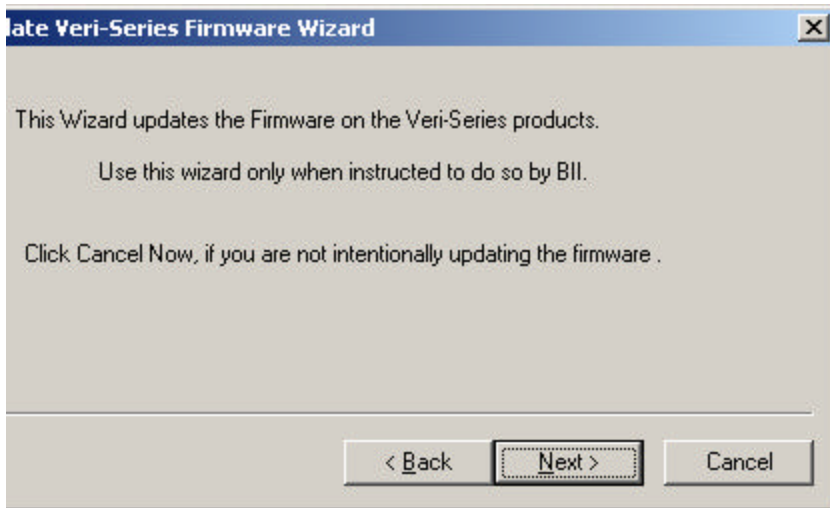 late Veri-Series Firmware Wizard
This Wizard updates the Firmware on the Veri-Series products.
Use this wizard only when instructed to do so by BII.
Click Cancel Now, if you are not intentionally updating the firmware .
< Back
Next >
Cancel